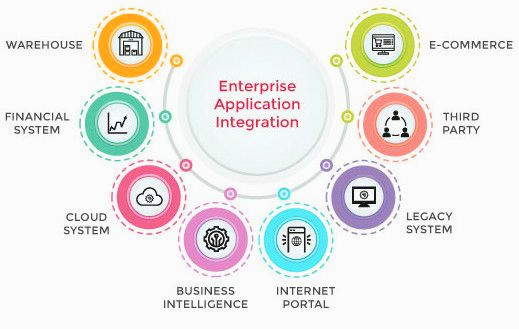 Enterprise
Application
Integration
WAREHOUSE
FINANCIAL
SYSTEM
CLOUD
SYSTEM
BUSINESS
INTELLIGENCE
INTERNET
PORTAL
LEGACY
SYSTEM
THIRD
PARTY
E-COMMERCE